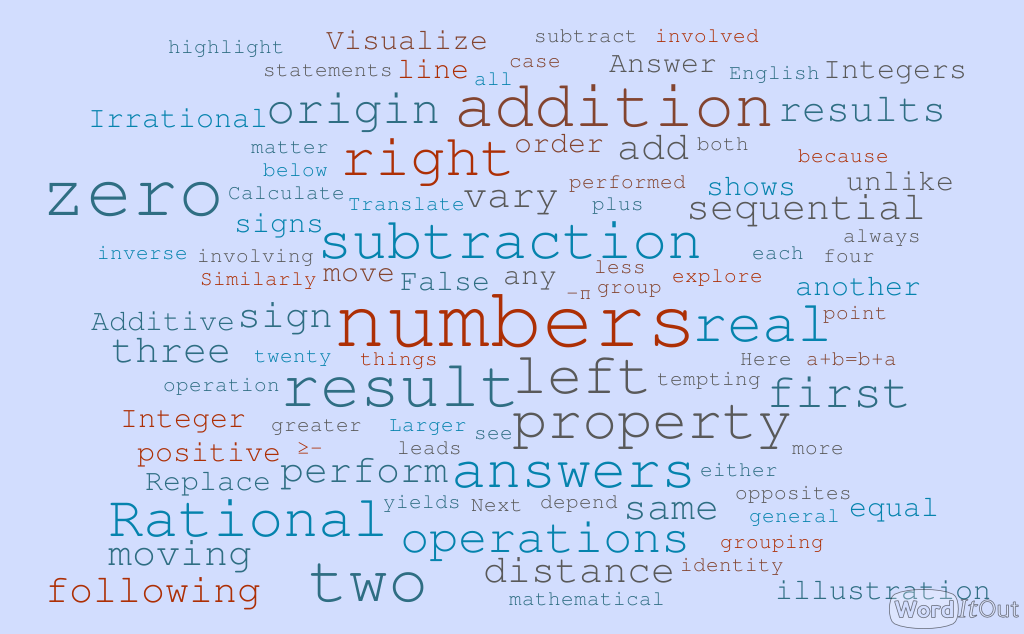 highlight Visualize subtract involved
statements line all case Answer English Integers
Irrational origin addition results
matter right order add both because
below
zero Calculate Translate vary performed plus shows sequential unlike
signs subtraction always
inverse involving each four
Similarly move False any -π less group explore another
Additive sign numbers real point
three twenty things Here a+b=b+a
operation result left tempting first
Integer greater Larger see property
positive ≥- leads more
Replace perform answers either
Rational yields Next depend same opposites general equal
moving operations grouping
following two distance identity illustration
mathematical
WordItOut